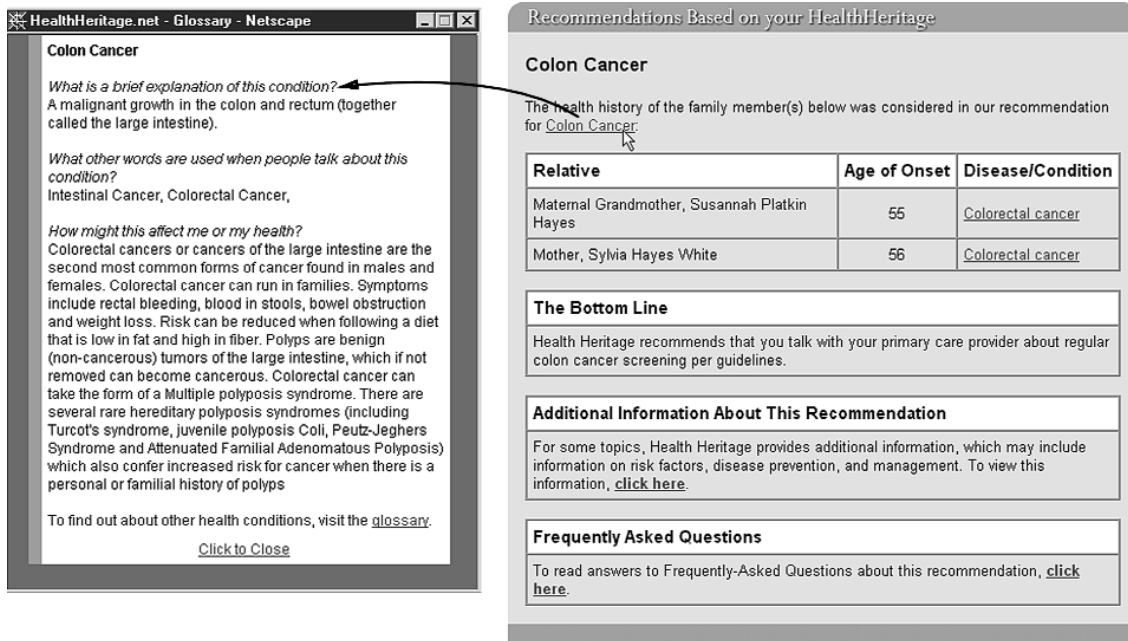 HealthHeritage.net - Glossary - Netscape
Colon Cancer
What is a brief explanation of this condition?
A malignant growth in the colon and rectum (together
called the large intestine).
What other words are used when people talk about this
condition?
Intestinal Cancer, Colorectal Cancer,
How might this affect me or my health?
Colorectal cancers or cancers of the large intestine are the
second most common forms of cancer found in males and
females. Colorectal cancer can run in families. Symptoms
include rectal bleeding, blood in stools, bowel obstruction
and weight loss. Risk can be reduced when following a diet
that is low in fat and high in fiber. Polyps are benign
(non-cancerous) tumors of the large intestine, which if not
removed can become cancerous. Colorectal cancer can
take the form of a Multiple polyposis syndrome. There are
several rare hereditary polyposis syndromes (including
Turcot's syndrome, juvenile polyposis Coli, Peutz-Jeghers
Syndrome and Attenuated Familial Adenomatous Polyposis)
which also confer increased risk for cancer when there is a
personal or familial history of polyps
To find out about other health conditions, visit the glossary.
Click to Close
Recommendations Based on your HealthHeritage
Colon Cancer
The health history of the family member(s) below was considered in our recommendation
for Colon Cancer:
Relative Age of Onset Disease/Condition
Maternal Grandmother, Susannah Platkin
Hayes 55 Colorectal cancer
Mother, Sylvia Hayes White 56 Colorectal cancer
The Bottom Line
Health Heritage recommends that you talk with your primary care provider about regular
colon cancer screening per guidelines.
Additional Information About This Recommendation
For some topics, Health Heritage provides additional information, which may include
information on risk factors, disease prevention, and management. To view this
information, click here.
Frequently Asked Questions
To read answers to Frequently-Asked Questions about this recommendation, click
here.